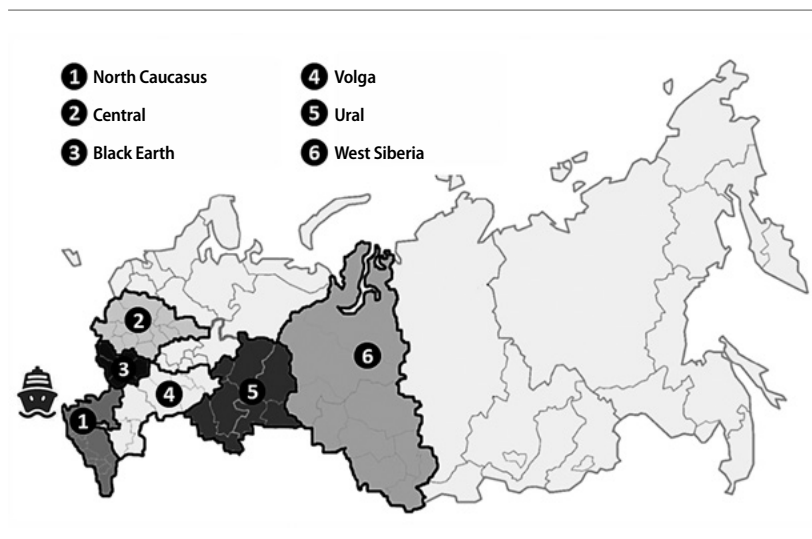 1 North Caucasus
2 Central
3 Black Earth
4 Volga
5 Ural
6 West Siberia
2
6
3
5
4
1